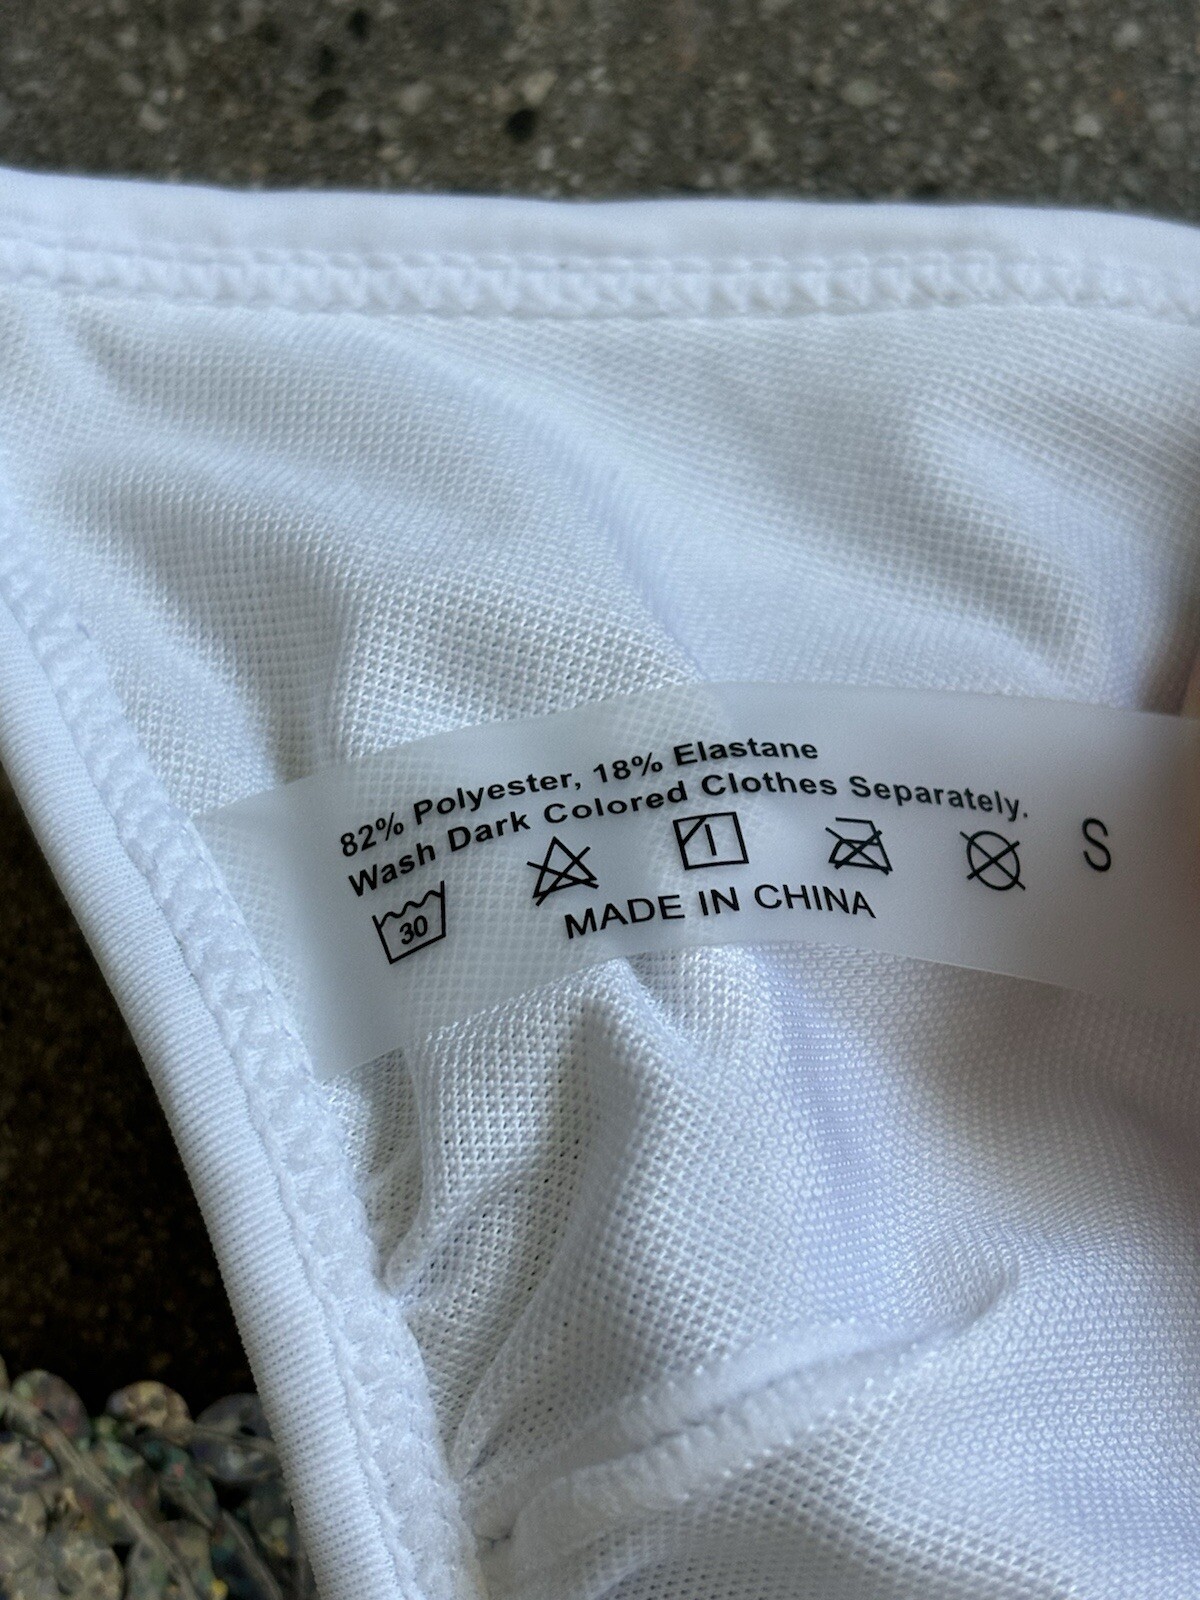 82% Polyester, 18% Elastane
Wash Dark Colored Clothes Separately.
30
S
MADE IN CHINA